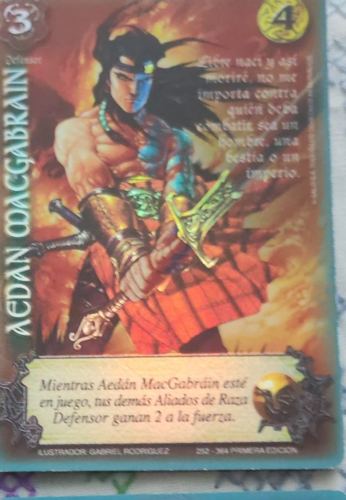 3
4
Defensor
AEDAN MACGABRAIN
Libre nací y así
moriré, no me
importa contra
quién deba
combatir, sea un
hombre, una
bestia o un
imperio.
Mientras Aedán MacGabráin esté
en juego, tus demás Aliados de Raza
Defensor ganan 2 a la fuerza.
ILUSTRADOR: GABRIEL RODRIGUEZ 252 - 364 PRIMERA EDICIÓN